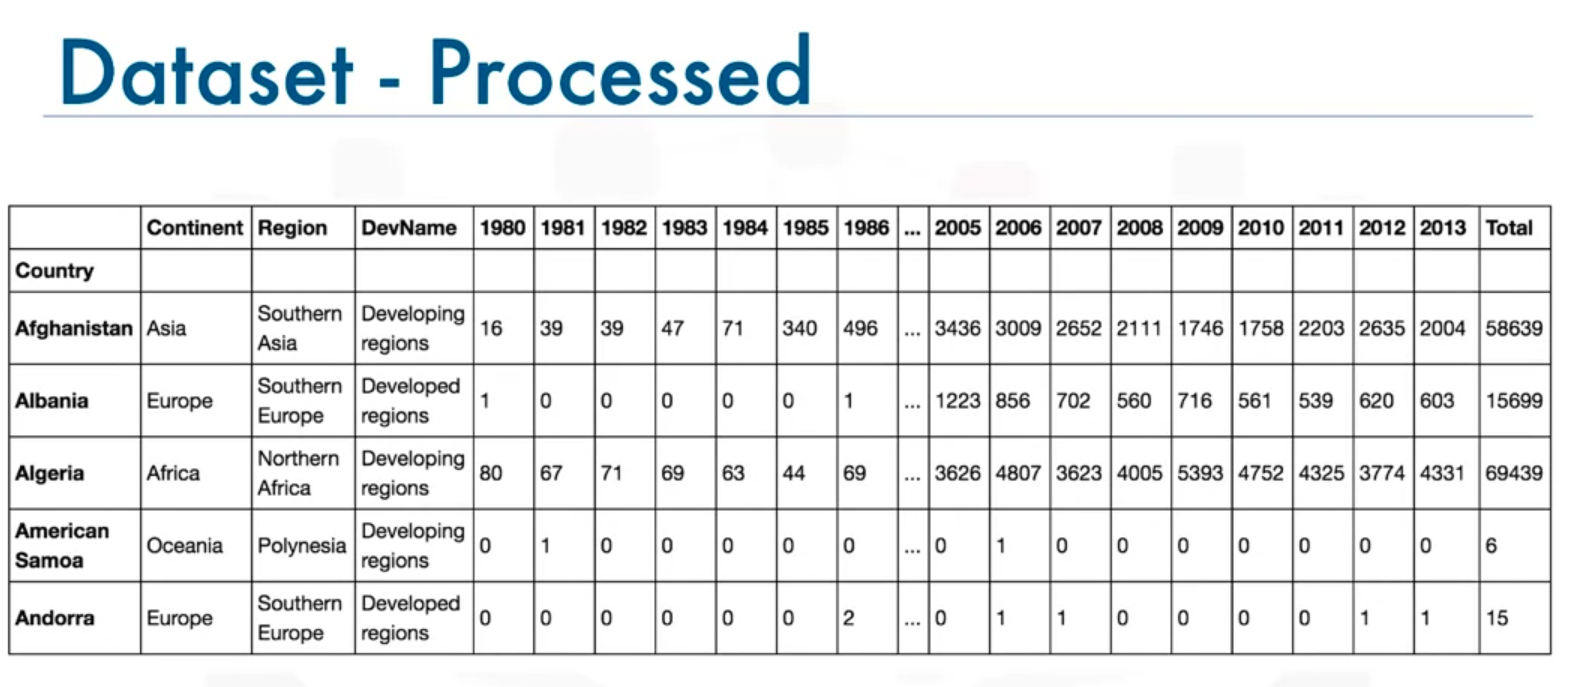 Dataset - Processed
Continent Region DevName 1980 1981 1982 1983 1984 1985 1986 ... 2005 2006 2007 2008 2009 2010 2011 2012 2013 Total
Country
Afghanistan Asia Southern Asia Developing regions 16 39 39 47 71 340 496 ... 3436 3009 2652 2111 1746 1758 2203 2635 2004 58639
Albania Europe Southern Europe Developed regions 1 0 0 0 0 0 1 ... 1223 856 702 560 716 561 539 620 603 15699
Algeria Africa Northern Africa Developing regions 80 67 71 69 63 44 69 ... 3626 4807 3623 4005 5393 4752 4325 3774 4331 69439
American Samoa Oceania Polynesia Developing regions 0 1 0 0 0 0 0 ... 0 1 0 0 0 0 0 0 0 6
Andorra Europe Southern Europe Developed regions 0 0 0 0 0 0 2 ... 0 1 1 0 0 0 0 1 1 15